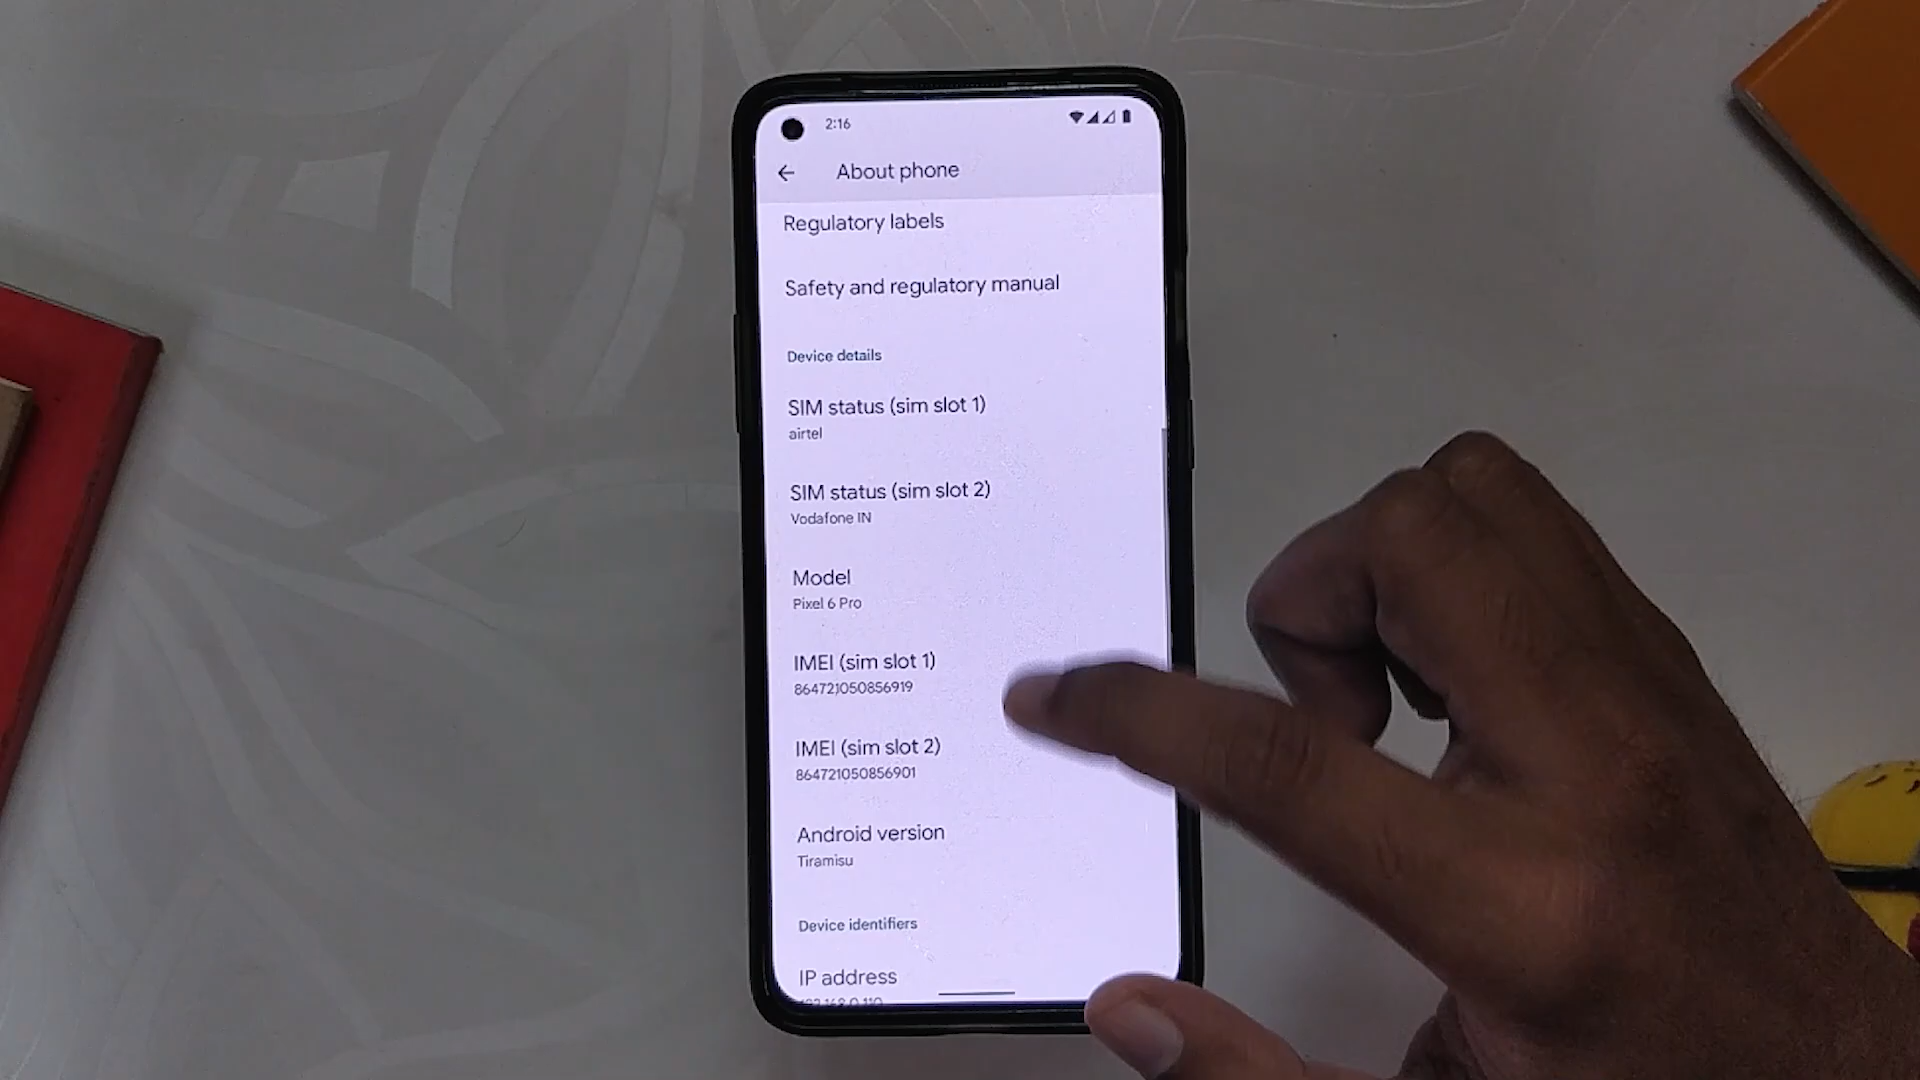 2:16
About phone
Regulatory labels
Safety and regulatory manual
Device details
SIM status (sim slot 1)
airtel
SIM status (sim slot 2)
Vodafone IN
Model
Pixel 6 Pro
IMEI (sim slot 1)
864721050856919
IMEI (sim slot 2)
864721050856901
Android version
Tiramisu
Device identifiers
IP address